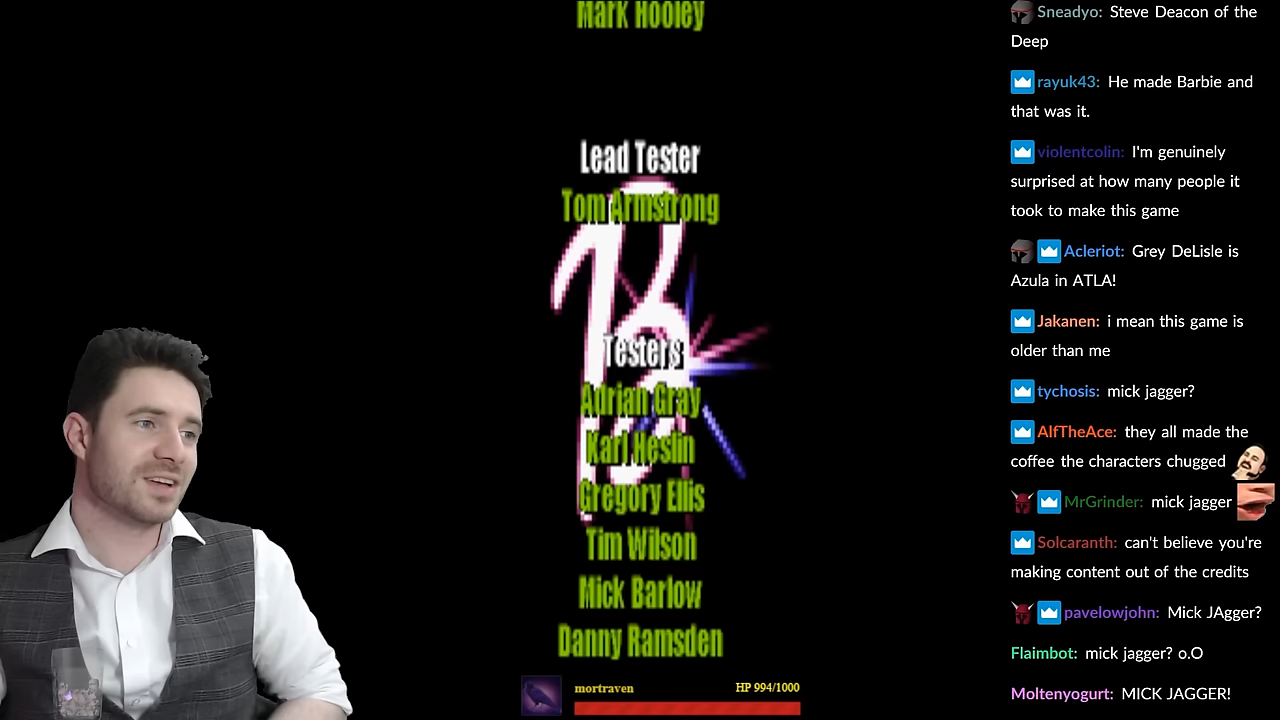 Mark Hooley
Lead Tester
Tom Armstrong
Testers
Adrian Gray
Karl Heslin
Gregory Ellis
Tim Wilson
Mick Barlow
Danny Ramsden
mortraven
HP 994/1000
Sneadyo: Steve Deacon of the
Deep
rayuk43: He made Barbie and
that was it.
violentcolin: I'm genuinely
surprised at how many people it
took to make this game
Acleriot: Grey DeLisle is
Azula in ATLA!
Jakanen: i mean this game is
older than me
tychosis: mick jagger?
AlfTheAce: they all made the
coffee the characters chugged
MrGrinder: mick jagger
Solcaranth: can't believe you're
making content out of the credits
pavelowjohn: Mick JAgger?
Flaimbot: mick jagger? o.O
Moltenyogurt: MICK JAGGER!